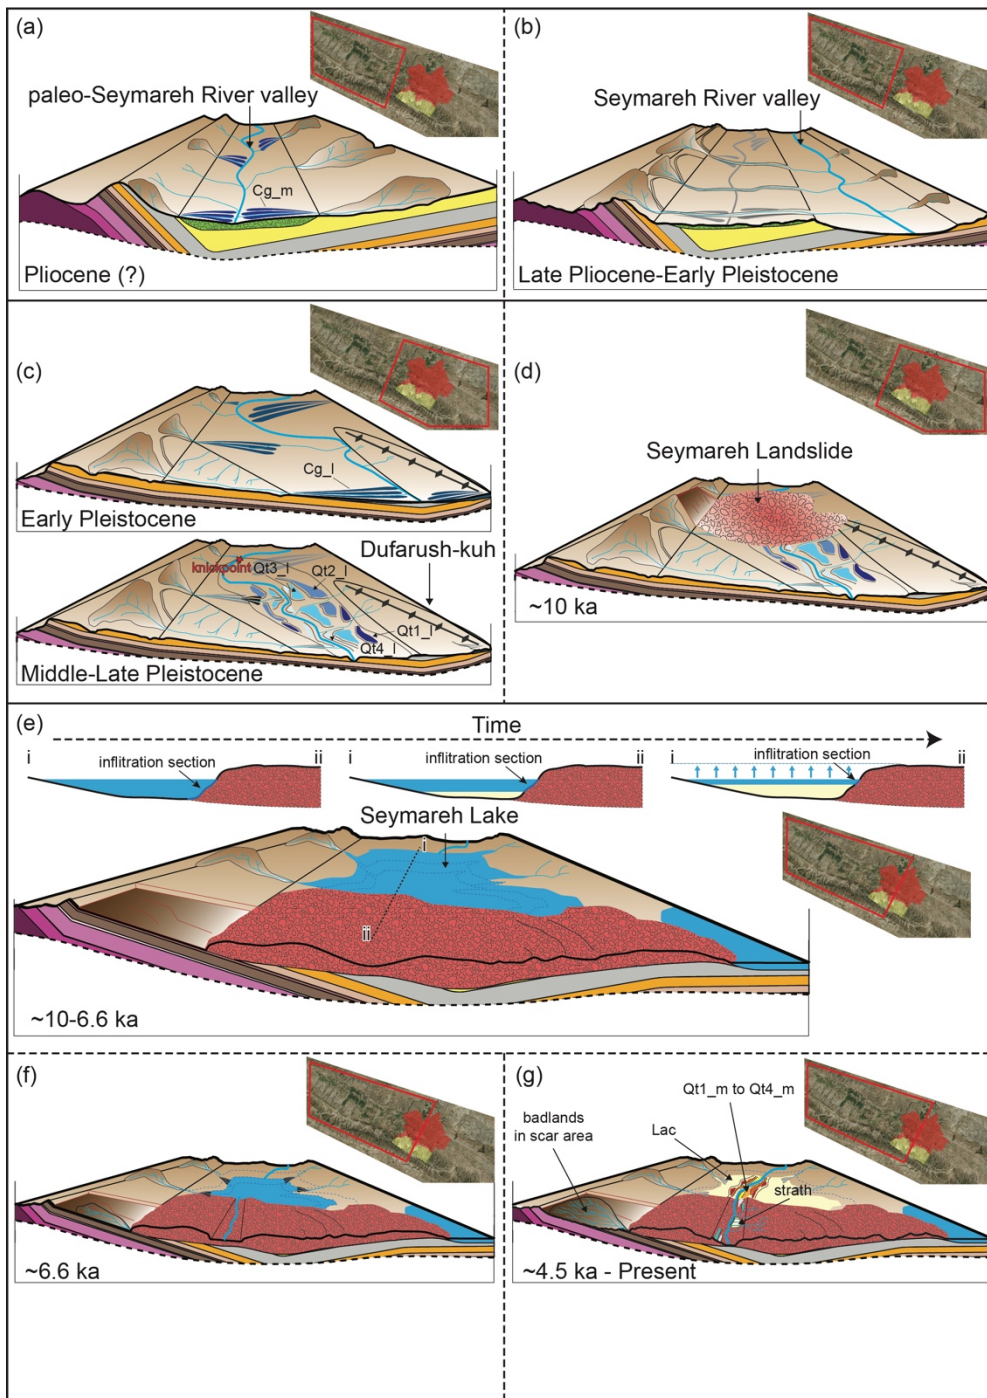 (a)
paleo-Seymareh River valley
Cg_m
Pliocene (?)
(b)
Seymareh River valley
Late Pliocene-Early Pleistocene
(c)
Cg_l
Early Pleistocene
Dufarush-kuh
knickpoint
Qt3_l
Qt2_l
Qt1_l
Qt4_l
Middle-Late Pleistocene
(d)
Seymareh Landslide
~10 ka
(e)
Time
i
inflitration section
ii
i
inflitration section
ii
i
inflitration section
ii
Seymareh Lake
i
ii
~10-6.6 ka
(f)
~6.6 ka
(g)
Qt1_m to Qt4_m
badlands
in scar area
Lac
strath
~4.5 ka - Present